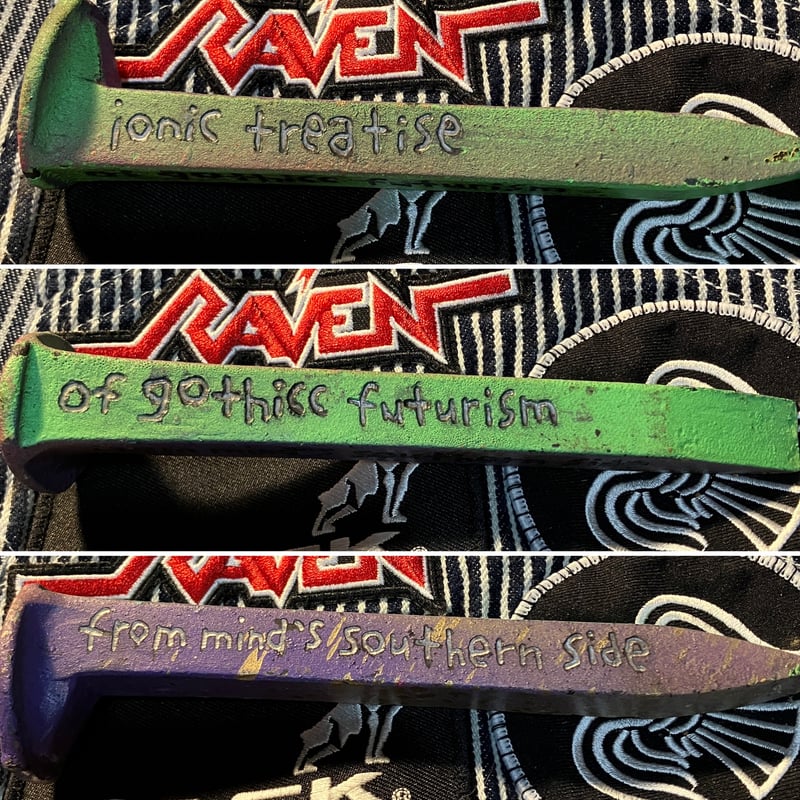 RAVEN
ionic treatise
RAVEN
of gothicc futurism
from mind's southern side